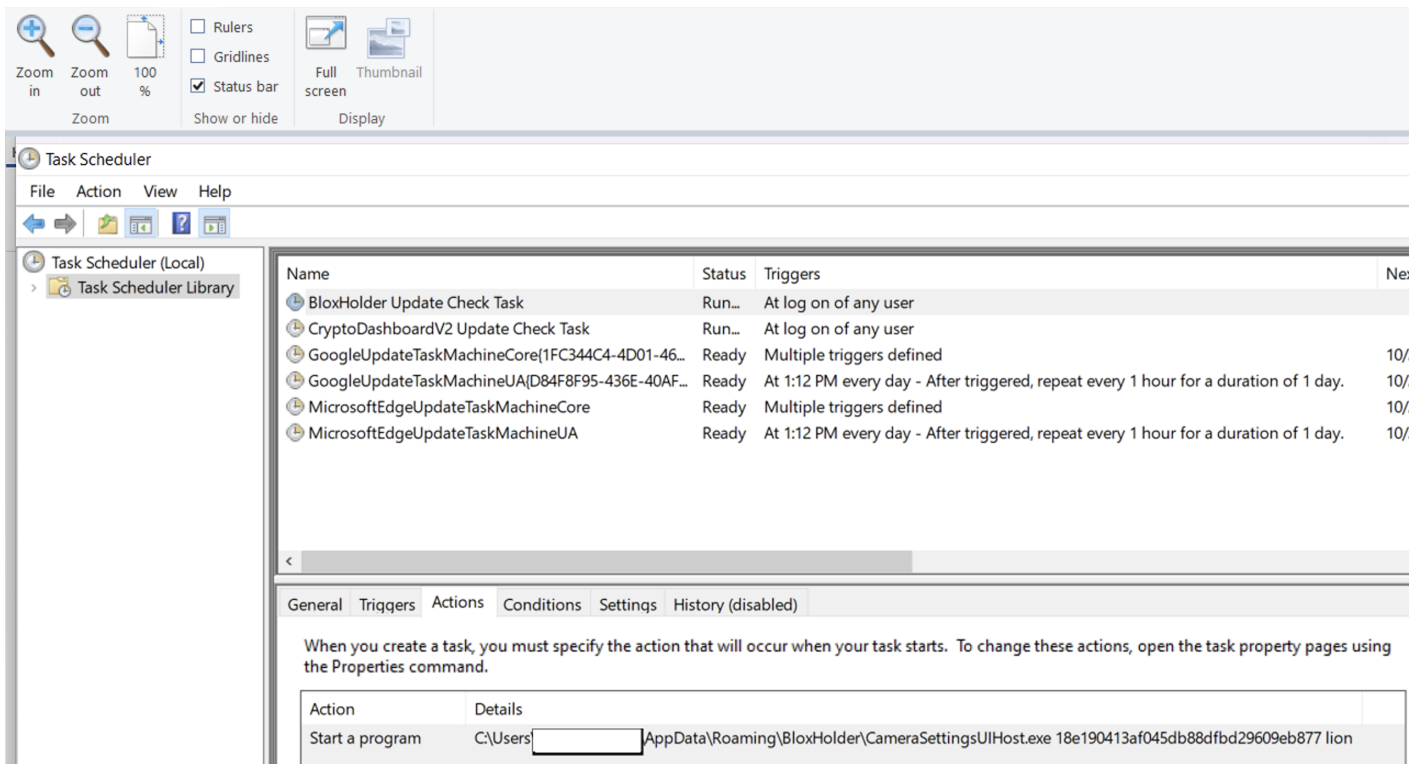 Zoom in Zoom out 100 %
Rulers
Gridlines
Status bar
Full screen Thumbnail
Zoom Show or hide Display
Task Scheduler
File Action View Help
Task Scheduler (Local)
Task Scheduler Library
Name Status Triggers
BloxHolder Update Check Task Run... At log on of any user
CryptoDashboardV2 Update Check Task Run... At log on of any user
GoogleUpdateTaskMachineCore{1FC344C4-4D01-46... Ready Multiple triggers defined 10/
GoogleUpdateTaskMachineUA{D84F8F95-436E-40AF... Ready At 1:12 PM every day - After triggered, repeat every 1 hour for a duration of 1 day. 10/
MicrosoftEdgeUpdateTaskMachineCore Ready Multiple triggers defined 10/
MicrosoftEdgeUpdateTaskMachineUA Ready At 1:12 PM every day - After triggered, repeat every 1 hour for a duration of 1 day. 10/
General Triggers Actions Conditions Settings History (disabled)
When you create a task, you must specify the action that will occur when your task starts. To change these actions, open the task property pages using
the Properties command.
Action Details
Start a program C:\Users\ \AppData\Roaming\BloxHolder\CameraSettingsUIHost.exe 18e190413af045db88dfbd29609eb877 lion